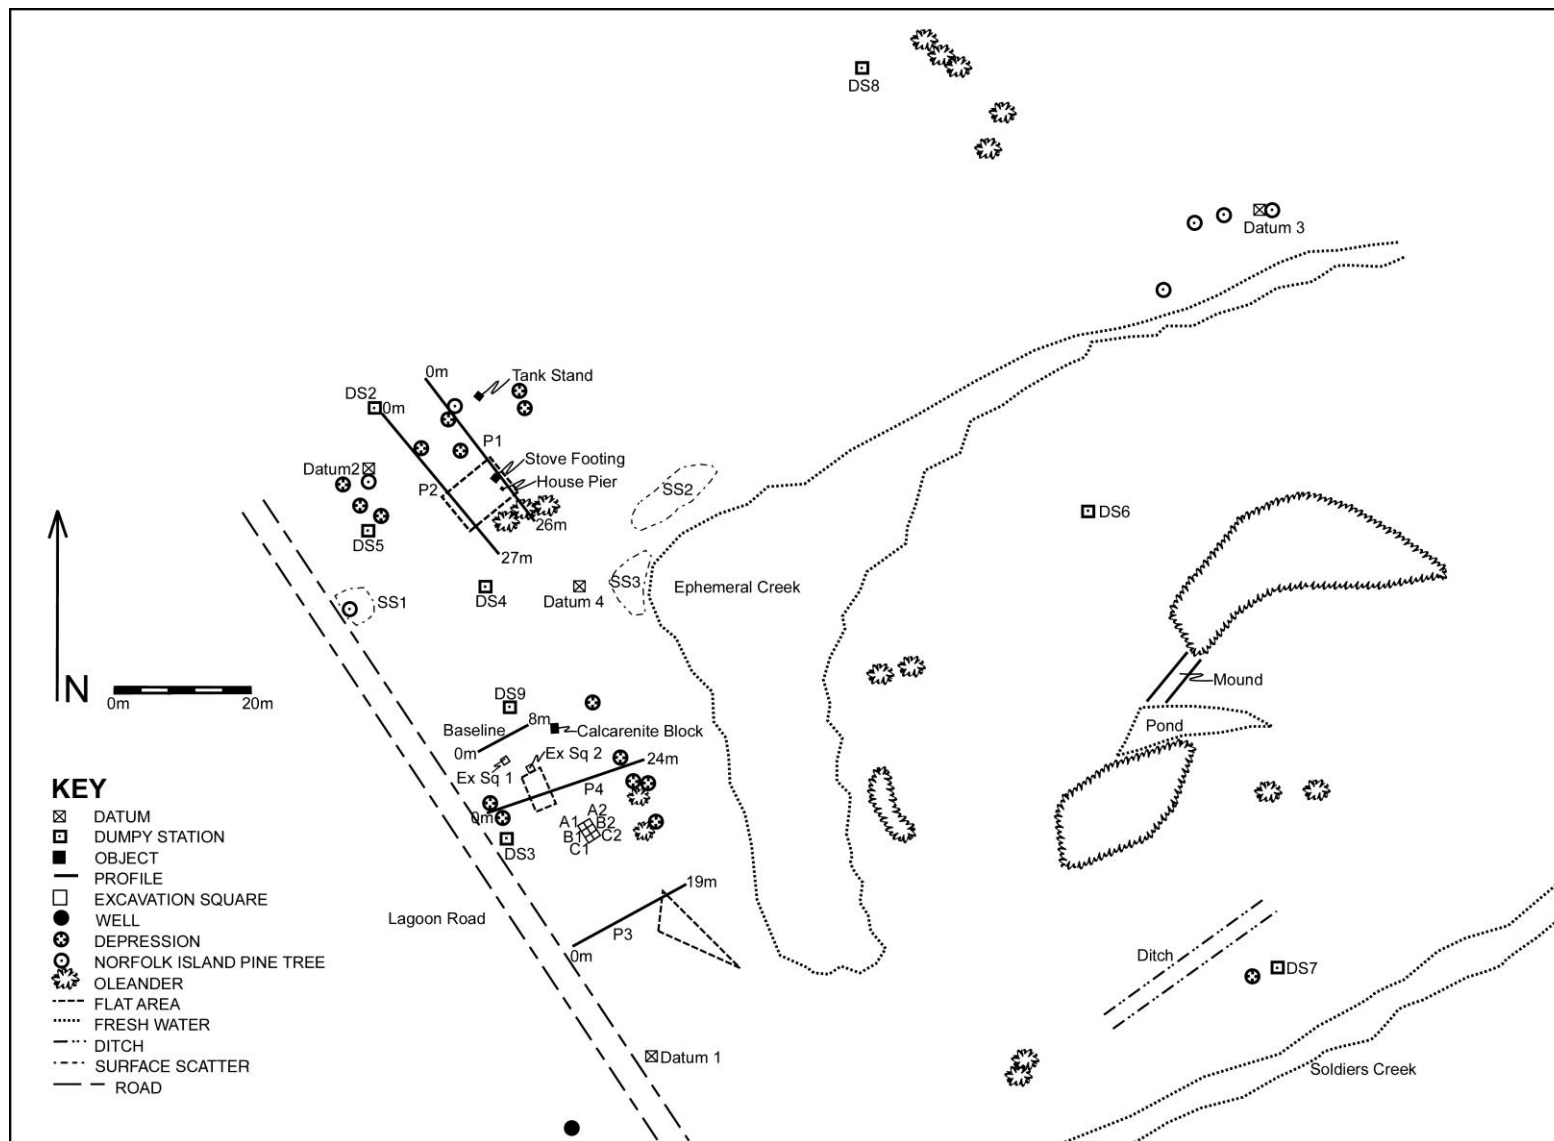 DS8
Datum 3
0m
Tank Stand
DS2
0m
P1
Stove Footing
Datum2
P2
House Pier
SS2
26m
DS6
DS5
27m
SS3
Ephemeral Creek
SS1
DS4
Datum 4
N
0m
20m
Mound
DS9
8m
Baseline
Calcarenite Block
Pond
0m
Ex Sq 2
24m
Ex Sq 1
P4
0m
A2
A1
B2
B1
C2
DS3
C1
19m
Lagoon Road
P3
0m
Ditch
DS7
Datum 1
Soldiers Creek
KEY
DATUM
DUMPY STATION
OBJECT
PROFILE
EXCAVATION SQUARE
WELL
DEPRESSION
NORFOLK ISLAND PINE TREE
OLEANDER
FLAT AREA
FRESH WATER
DITCH
SURFACE SCATTER
ROAD